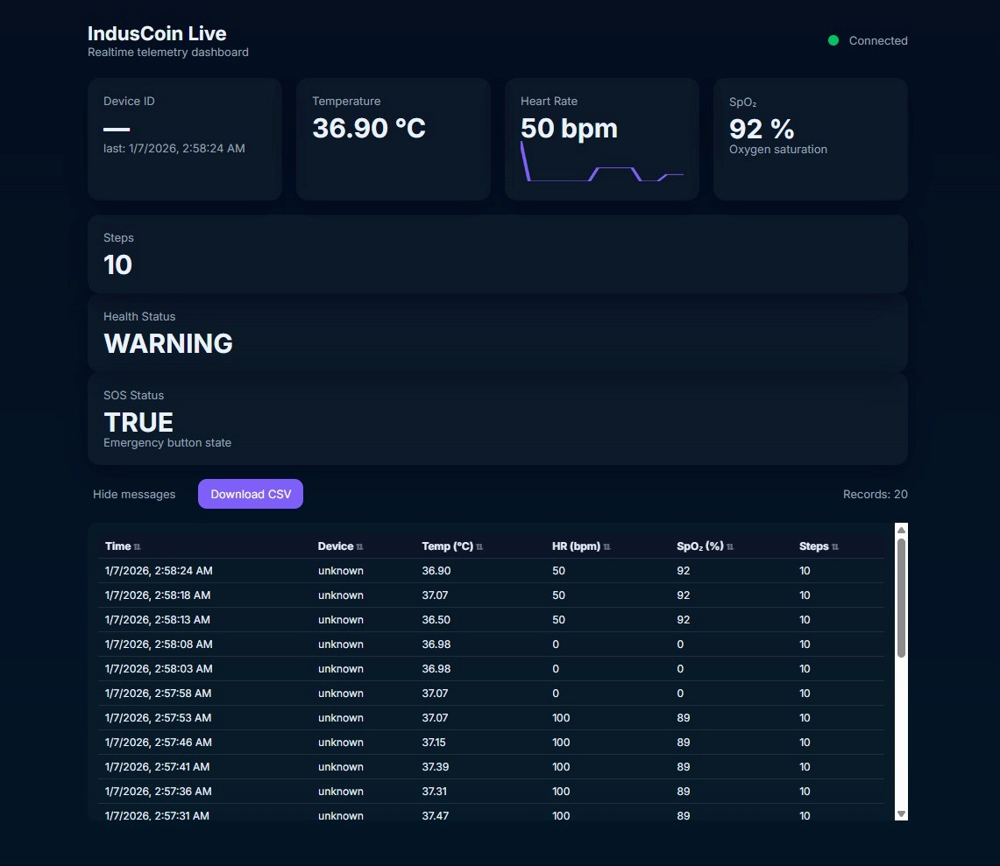 IndusCoin Live
Realtime telemetry dashboard
Connected
Device ID
—
last: 1/7/2026, 2:58:24 AM
Temperature
36.90 °C
Heart Rate
50 bpm
SpO₂
92 %
Oxygen saturation
Steps
10
Health Status
WARNING
SOS Status
TRUE
Emergency button state
Hide messages Download CSV Records: 20
Time ⇅ Device ⇅ Temp (°C) ⇅ HR (bpm) ⇅ SpO₂ (%) ⇅ Steps ⇅
1/7/2026, 2:58:24 AM unknown 36.90 50 92 10
1/7/2026, 2:58:18 AM unknown 37.07 50 92 10
1/7/2026, 2:58:13 AM unknown 36.50 50 92 10
1/7/2026, 2:58:08 AM unknown 36.98 0 0 10
1/7/2026, 2:58:03 AM unknown 36.98 0 0 10
1/7/2026, 2:57:58 AM unknown 37.07 0 0 10
1/7/2026, 2:57:53 AM unknown 37.07 100 89 10
1/7/2026, 2:57:46 AM unknown 37.15 100 89 10
1/7/2026, 2:57:41 AM unknown 37.39 100 89 10
1/7/2026, 2:57:36 AM unknown 37.31 100 89 10
1/7/2026, 2:57:31 AM unknown 37.47 100 89 10